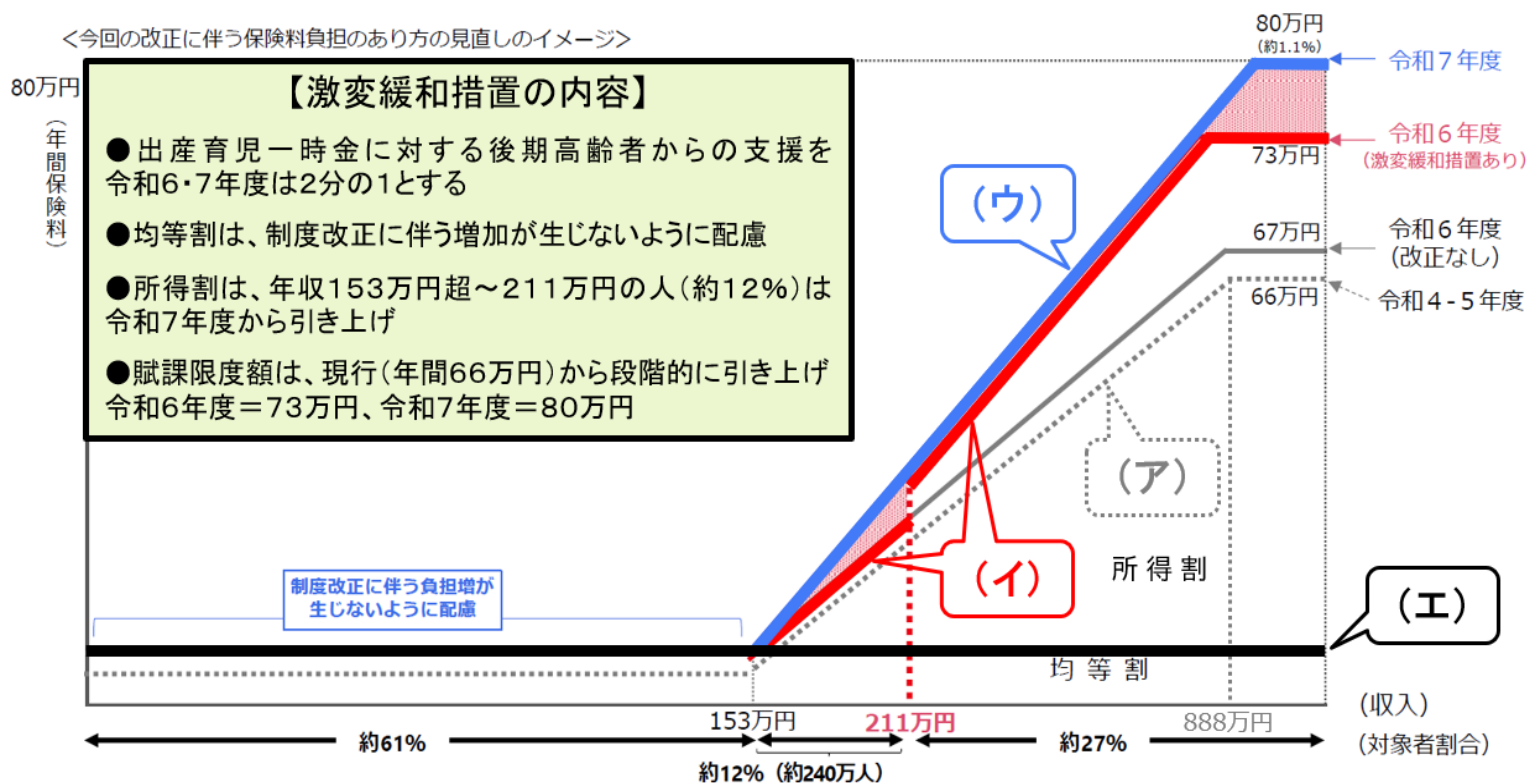 <今回の改正に伴う保険料負担のあり方の見直しのイメージ>
80万円
(年間保険料)
【激変緩和措置の内容】
●出産育児一時金に対する後期高齢者からの支援を
令和6・7年度は2分の1とする
●均等割は、制度改正に伴う増加が生じないように配慮
●所得割は、年収153万円超～211万円の人(約12%)は
令和7年度から引き上げ
●賦課限度額は、現行(年間66万円)から段階的に引き上げ
令和6年度＝73万円、令和7年度＝80万円
80万円
(約1.1%)
令和7年度
73万円
令和6年度
(激変緩和措置あり)
67万円
令和6年度
(改正なし)
66万円
令和4-5年度
(ウ)
(ア)
(イ)
所得割
(エ)
制度改正に伴う負担増が
生じないように配慮
均等割
153万円
211万円
888万円
(収入)
約61%
約27%
(対象者割合)
約12%(約240万人)